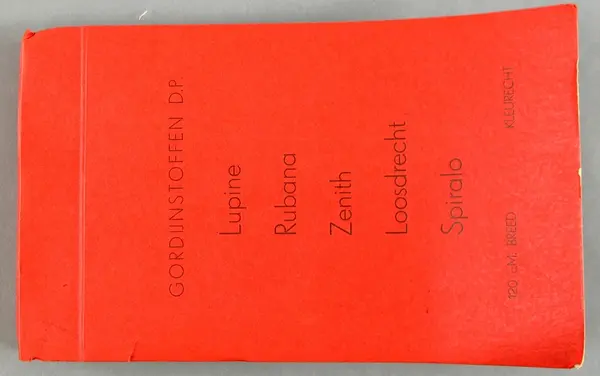 GORDIJNSTOFFEN D.P.
Lupine
Rubana
Zenith
Loosdrecht
Spiralo
120 cM. BREED KLEURECHT